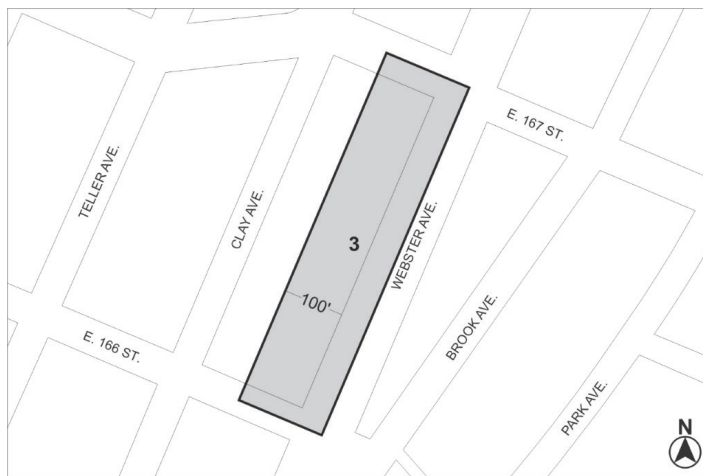 E. 167 ST.
TELLER AVE.
CLAY AVE.
WEBSTER AVE.
3
100'
BROOK AVE.
E. 166 ST.
PARK AVE.
N